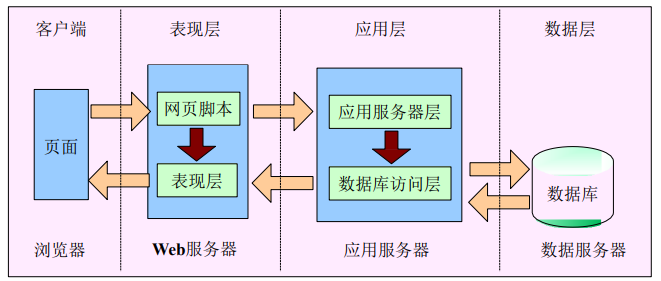 客户端
表现层
应用层
数据层
网页脚本
应用服务器层
页面
表现层
数据库访问层
数据库
浏览器
Web服务器
应用服务器
数据服务器